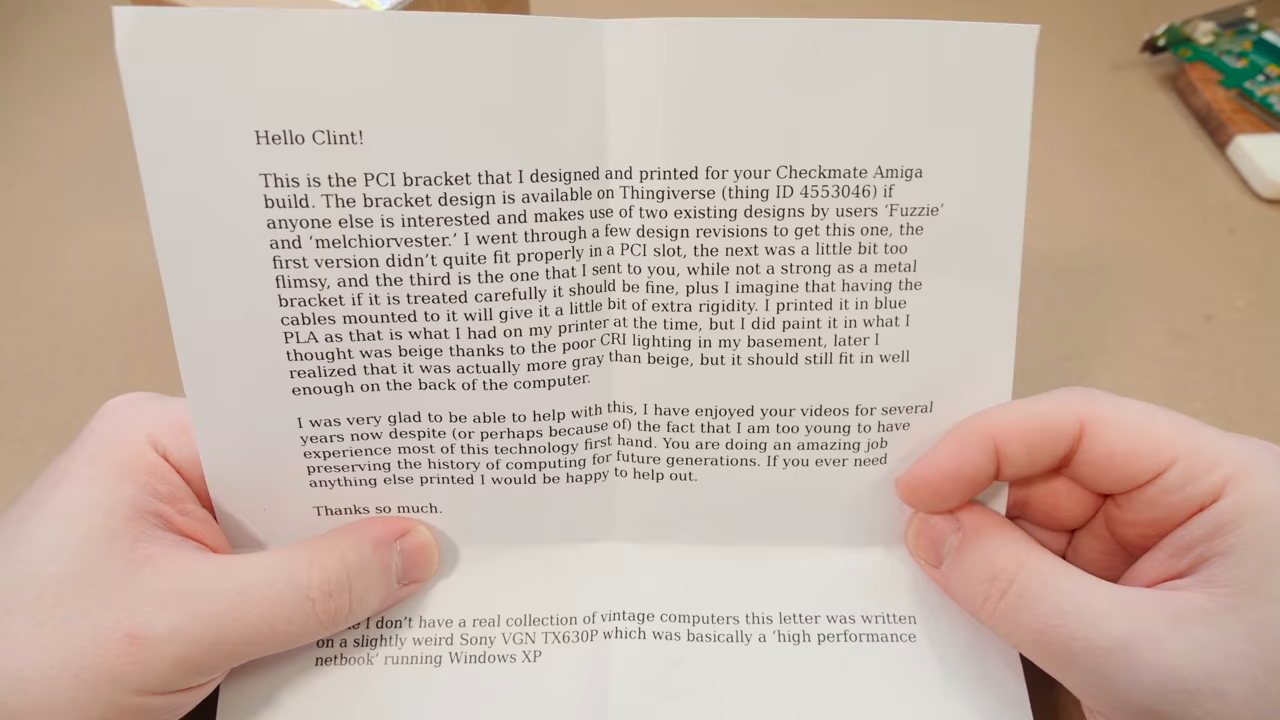 Hello Clint!
This is the PCI bracket that I designed and printed for your Checkmate Amiga
build. The bracket design is available on Thingiverse (thing ID 4553046) if
anyone else is interested and makes use of two existing designs by users ‘Fuzzie’
and ‘melchiorvester.’ I went through a few design revisions to get this one, the
first version didn’t quite fit properly in a PCI slot, the next was a little bit too
flimsy, and the third is the one that I sent to you, while not a strong as a metal
bracket if it is treated carefully it should be fine, plus I imagine that having the
cables mounted to it will give it a little bit of extra rigidity. I printed it in blue
PLA as that is what I had on my printer at the time, but I did paint it in what I
thought was beige thanks to the poor CRI lighting in my basement, later I
realized that it was actually more gray than beige, but it should still fit in well
enough on the back of the computer.
I was very glad to be able to help with this, I have enjoyed your videos for several
years now despite (or perhaps because of) the fact that I am too young to have
experience most of this technology first hand. You are doing an amazing job
preserving the history of computing for future generations. If you ever need
anything else printed I would be happy to help out.
Thanks so much.
I don’t have a real collection of vintage computers this letter was written
on a slightly weird Sony VGN TX630P which was basically a ‘high performance
netbook’ running Windows XP